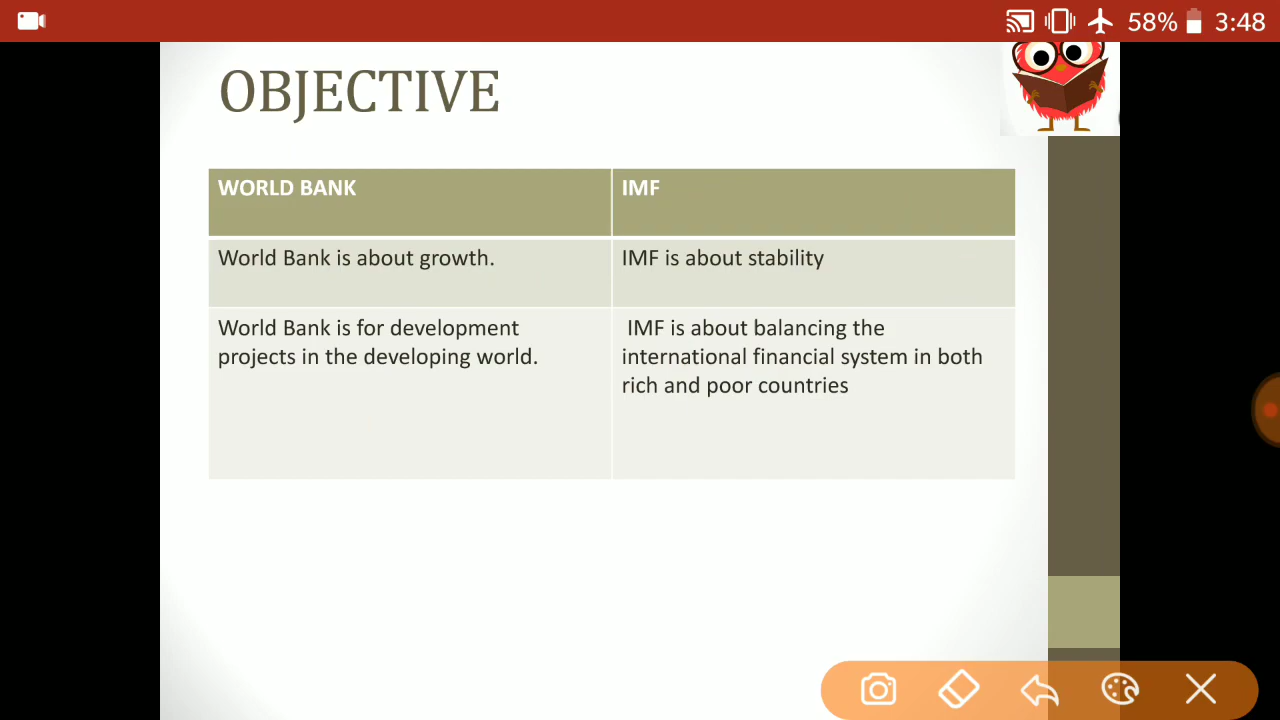 58% 3:48
OBJECTIVE
WORLD BANK
IMF
World Bank is about growth.
IMF is about stability
World Bank is for development
projects in the developing world.
IMF is about balancing the
international financial system in both
rich and poor countries